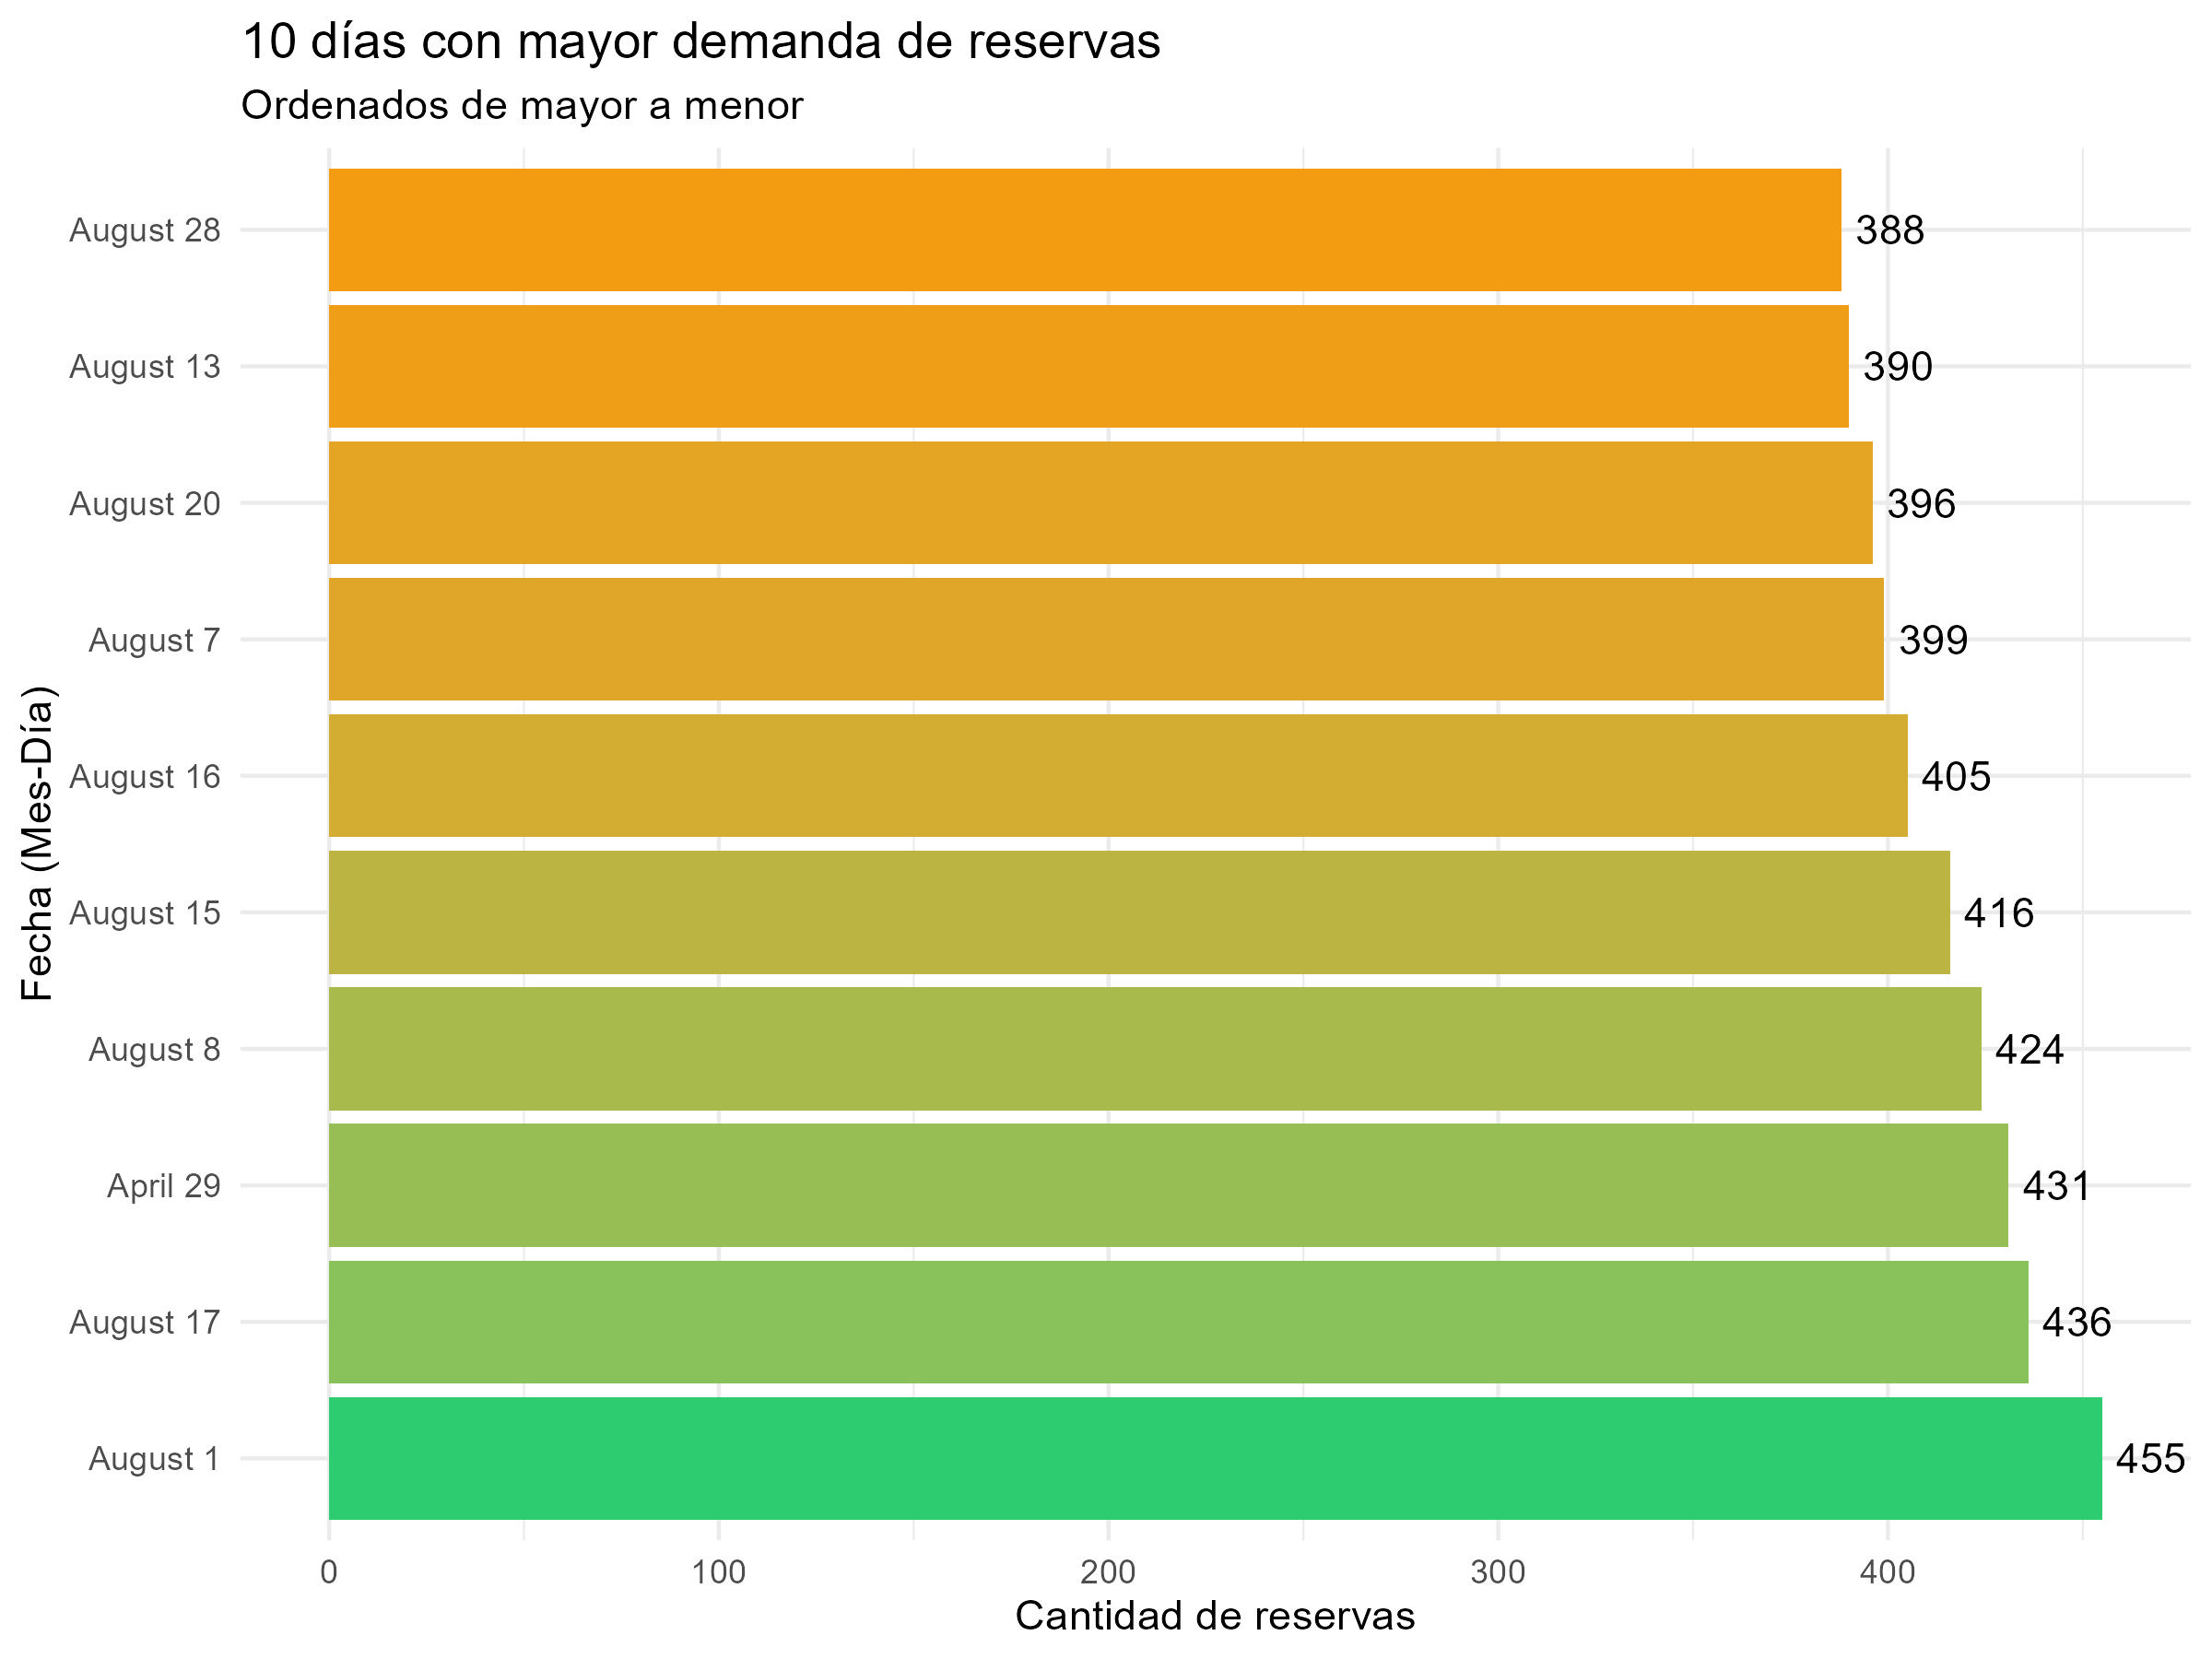 10 días con mayor demanda de reservas
Ordenados de mayor a menor
August 28 388
August 13 390
August 20 396
August 7 399
August 16 405
August 15 416
August 8 424
April 29 431
August 17 436
August 1 455
Fecha (Mes-Día)
0 100 200 300 400
Cantidad de reservas